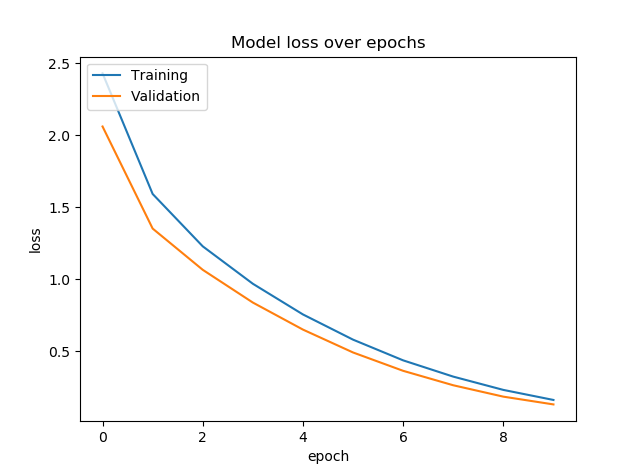 Model loss over epochs
2.5
2.0
1.5
1.0
0.5
loss
Training
Validation
0 2 4 6 8
epoch